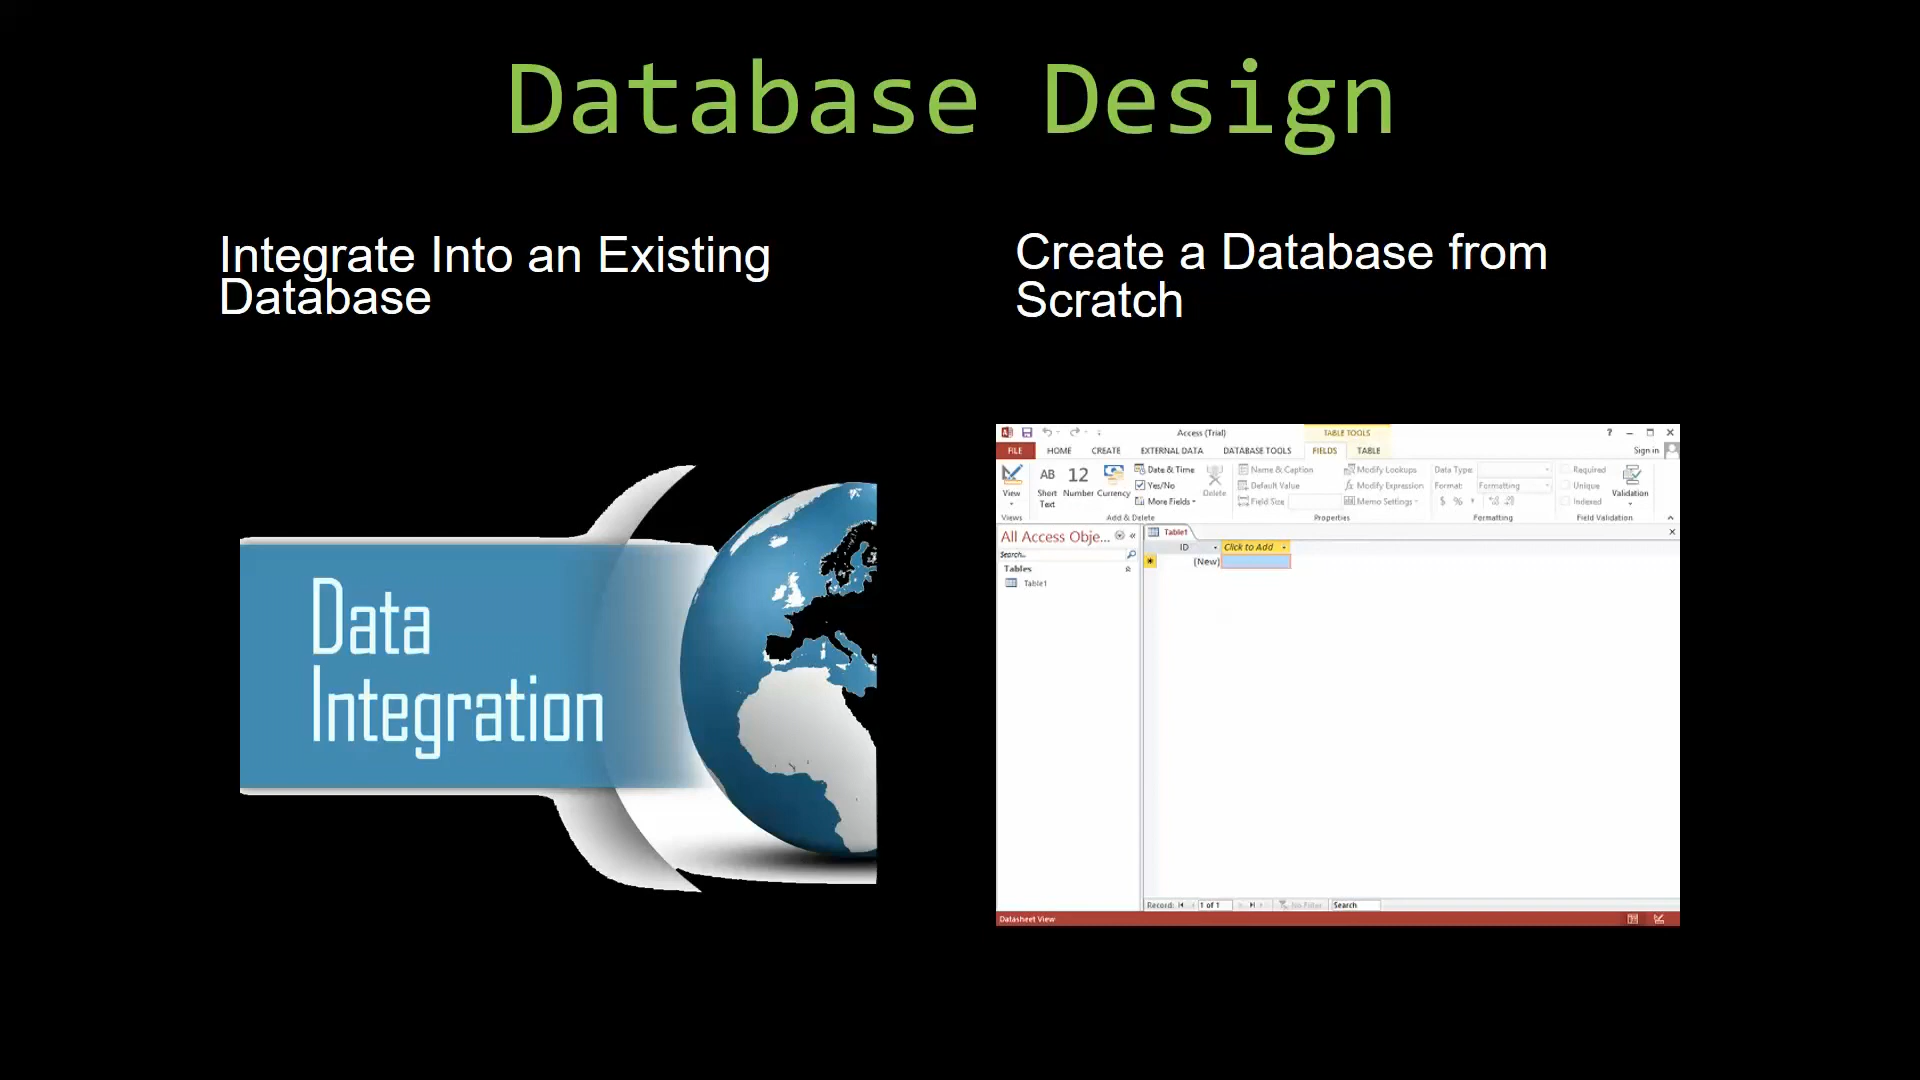 Database Design
Integrate Into an Existing
Database
Create a Database from
Scratch
Data
Integration
Access (Trial)
TABLE TOOLS
?
FILE HOME CREATE EXTERNAL DATA DATABASE TOOLS FIELDS TABLE Sign in
View
Views
AB
Short
Text
12
Number
Currency
Date & Time
Yes/No
More Fields
Delete
Add & Delete
Name & Caption
Default Value
Field Size
Modify Lookups
Modify Expression
Memo Settings
Properties
Data Type:
Format: Formatting
$ %
Formatting
Required
Unique
Indexed
Validation
Field Validation
All Access Obje...
Search..
Tables
Table1
Table1
ID Click to Add
(New)
Record: 1 of 1 No Filter Search
Datasheet View